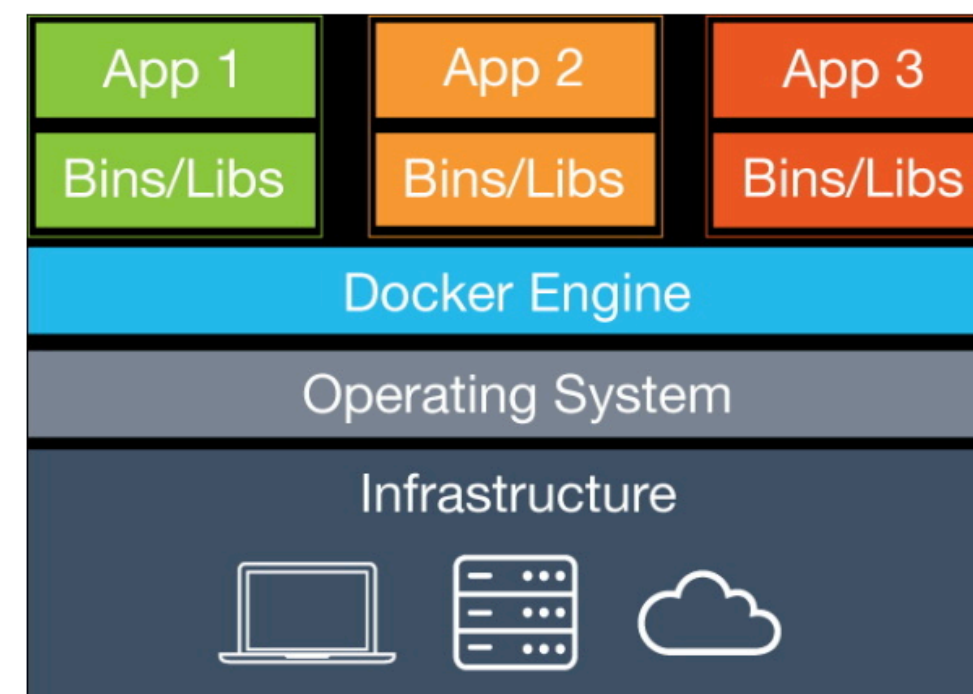 App 1
App 2
App 3
Bins/Libs
Bins/Libs
Bins/Libs
Docker Engine
Operating System
Infrastructure